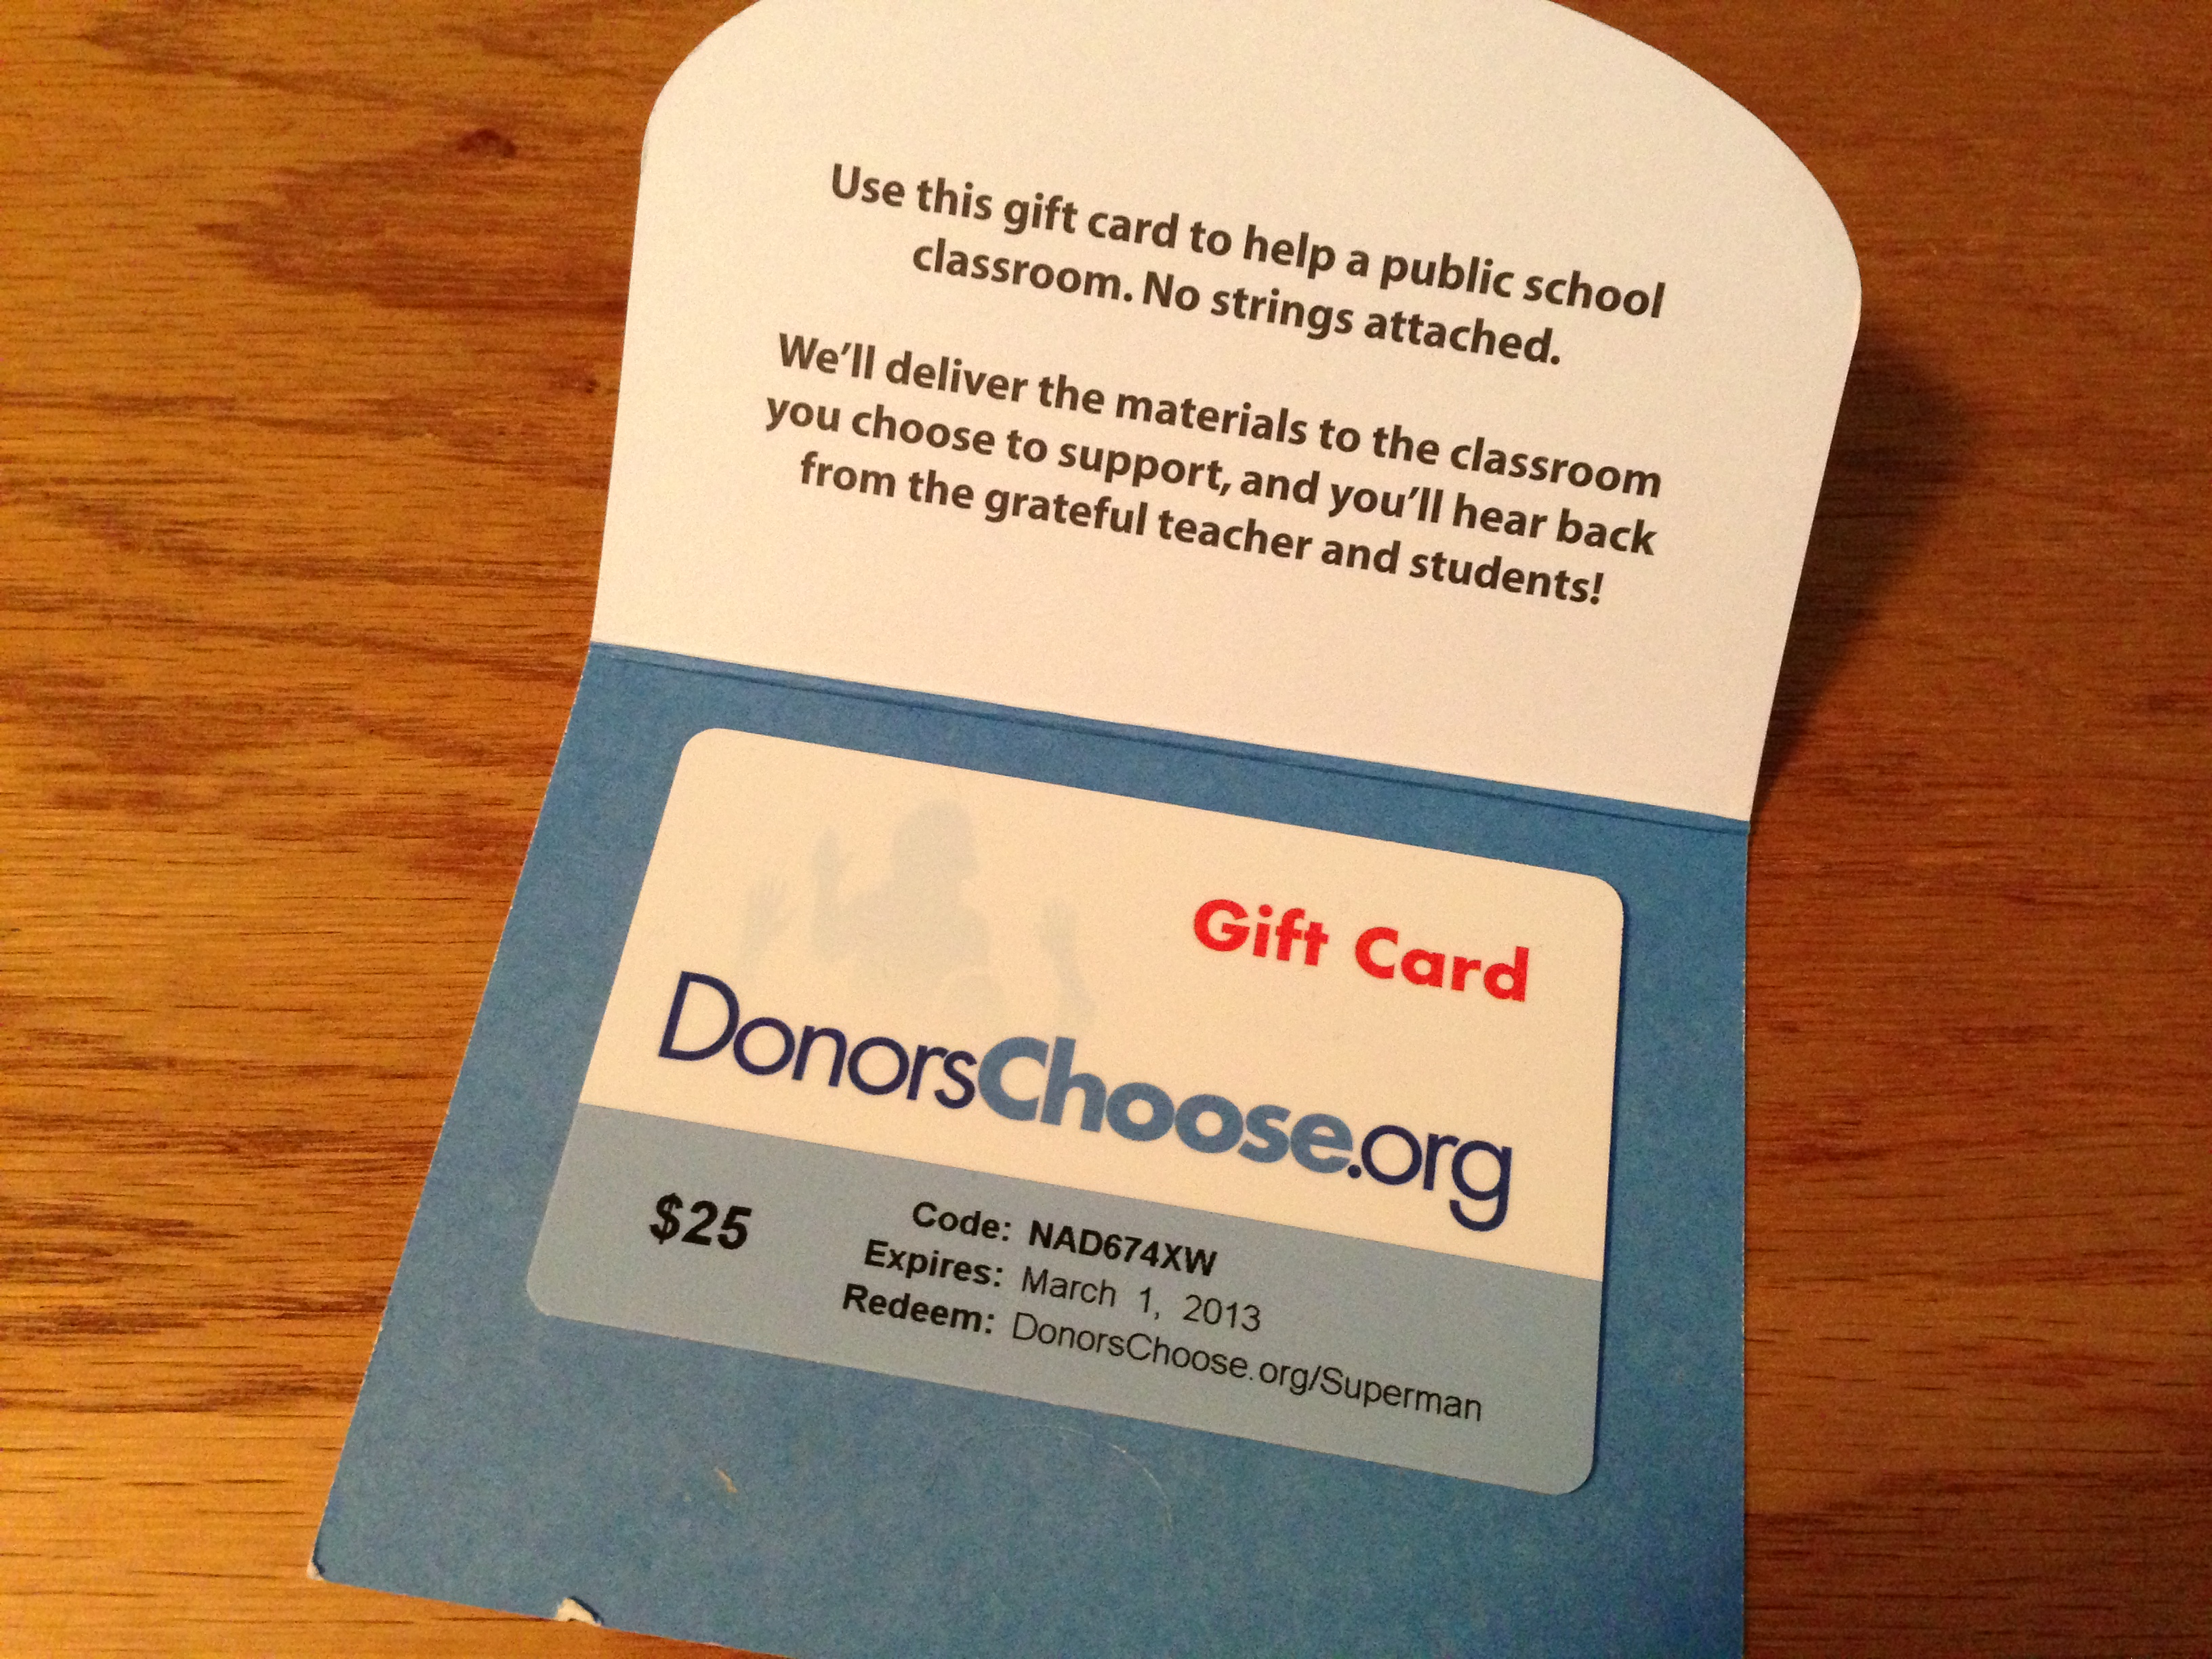 Use this gift card to help a public school
classroom. No strings attached.
We'll deliver the materials to the classroom
you choose to support, and you'll hear back
from the grateful teacher and students!
Gift Card
DonorsChoose.org
$25
Code: NAD674XW
Expires: March 1, 2013
Redeem: DonorsChoose.org/Superman